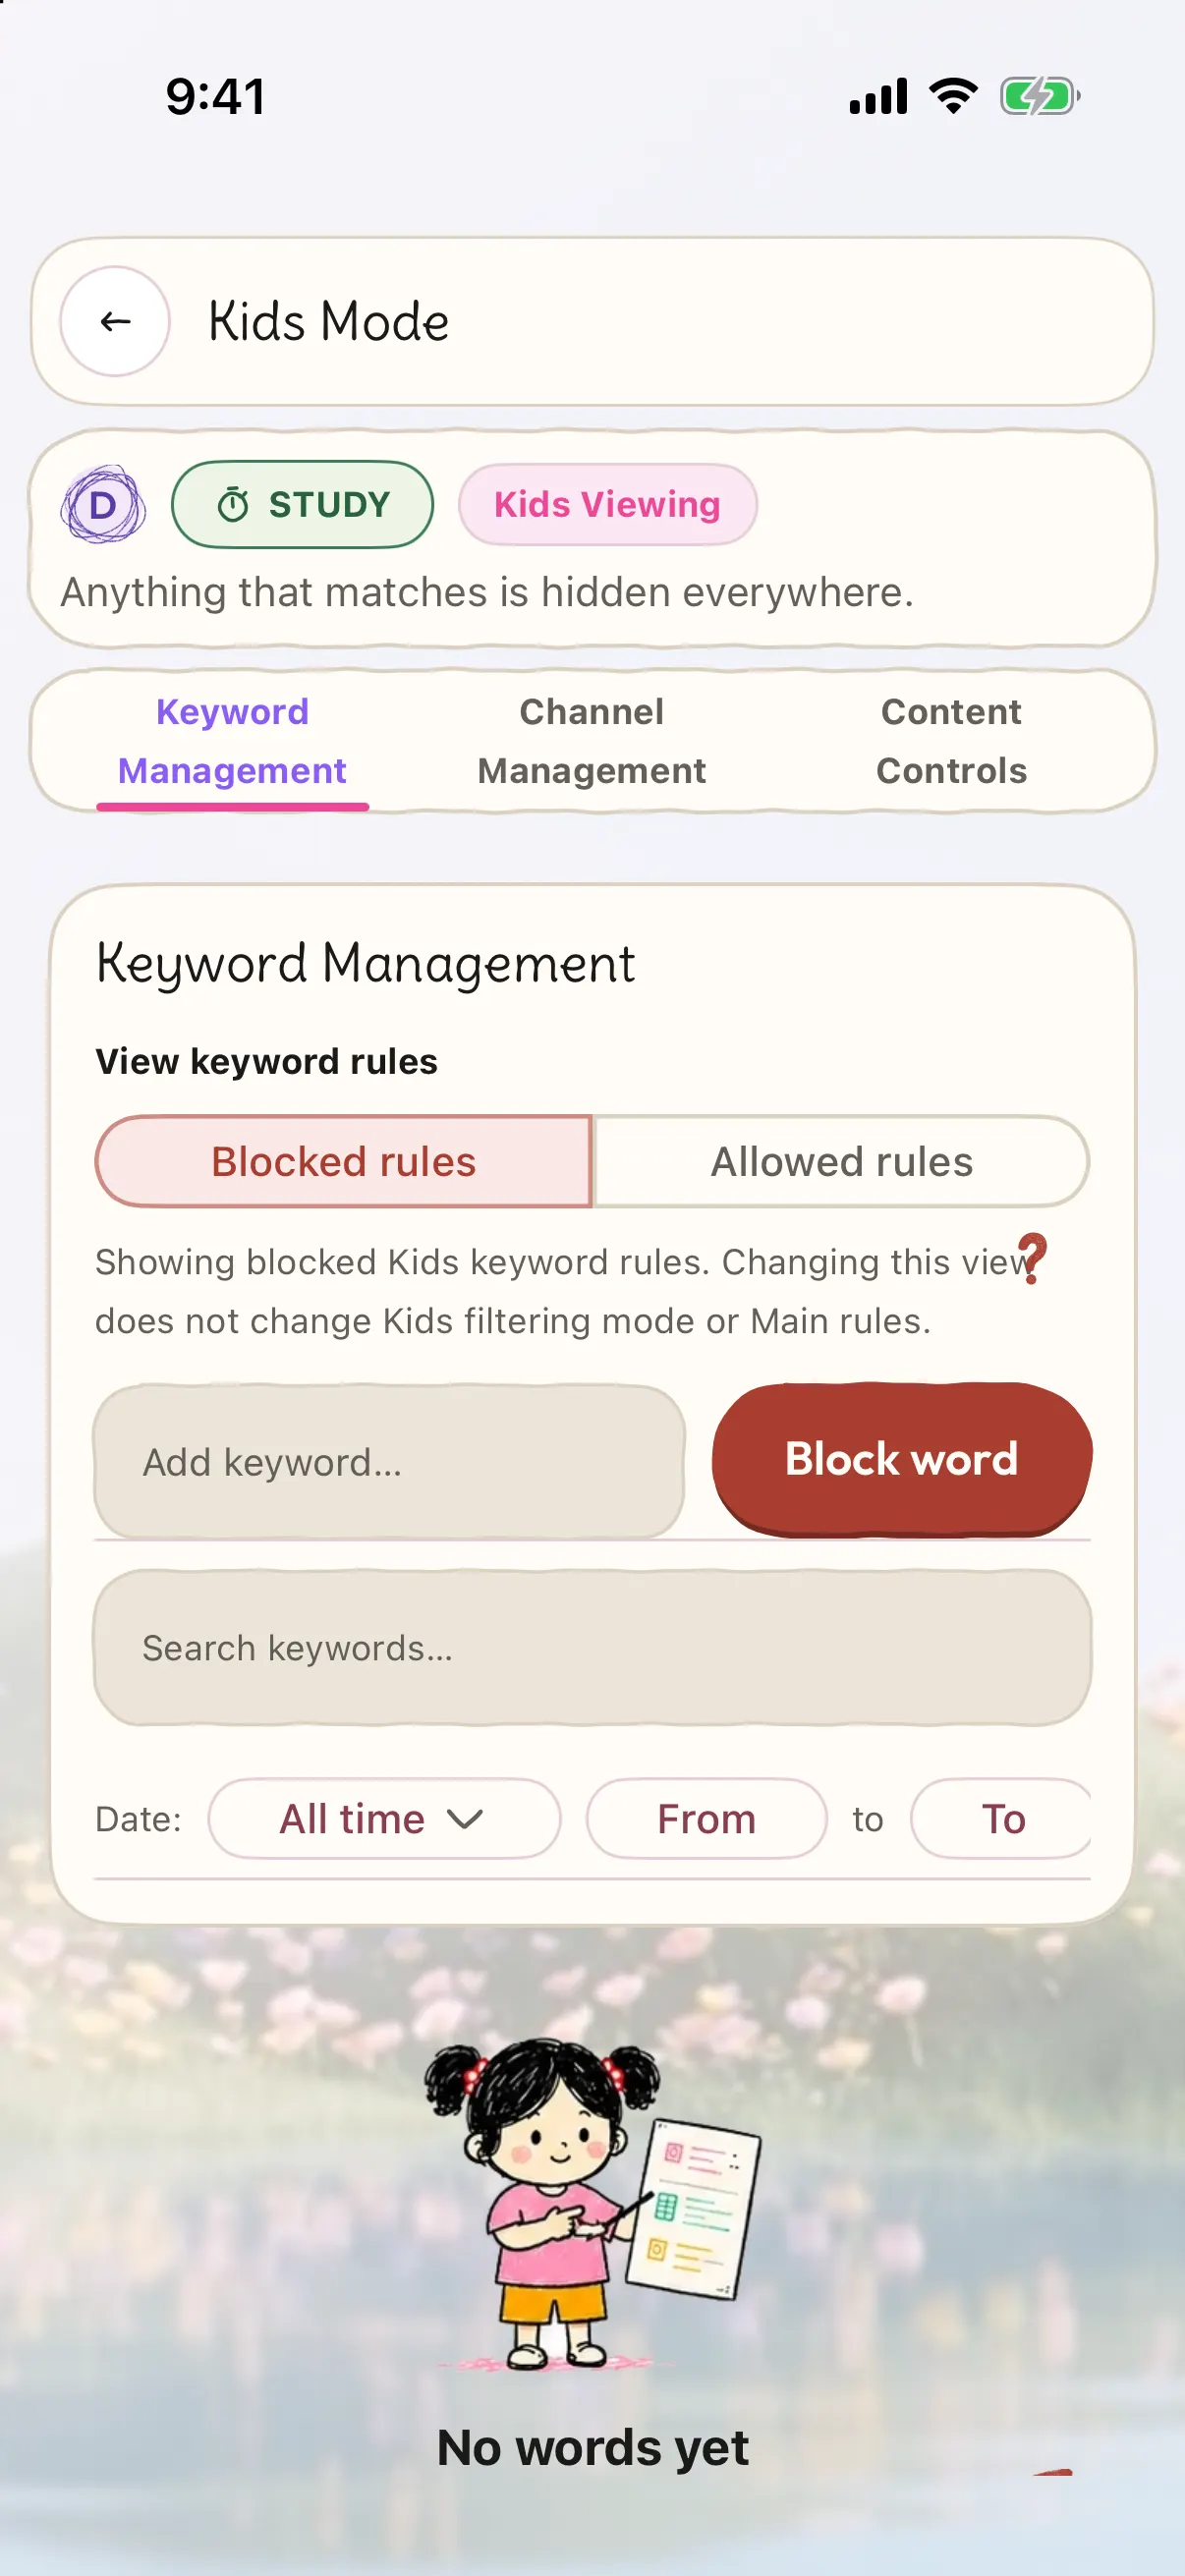 9:41
Kids Mode
D
STUDY
Kids Viewing
Anything that matches is hidden everywhere.
Keyword Management
Channel Management
Content Controls
Keyword Management
View keyword rules
Blocked rules
Allowed rules
Showing blocked Kids keyword rules. Changing this view
?
does not change Kids filtering mode or Main rules.
Add keyword...
Block word
Search keywords...
Date:
All time
From
to
To
No words yet